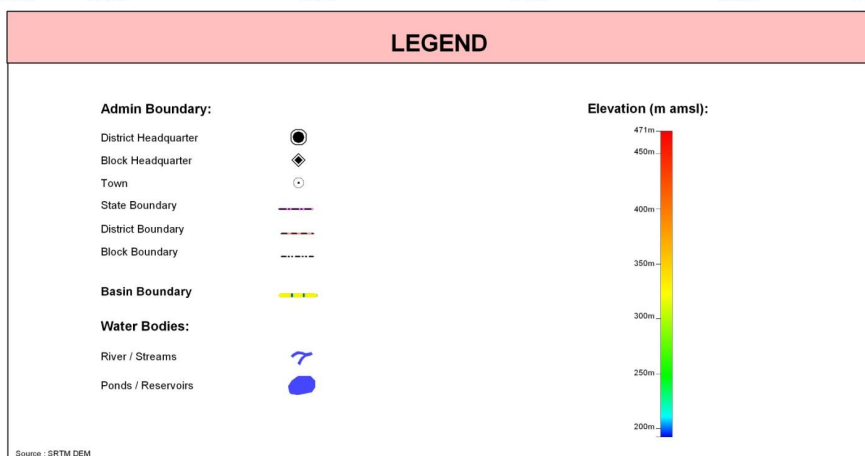 LEGEND
Admin Boundary:
District Headquarter
Block Headquarter
Town
State Boundary
District Boundary
Block Boundary
Basin Boundary
Water Bodies:
River / Streams
Ponds / Reservoirs
Elevation (m amsl):
471m
450m
400m
350m
300m
250m
200m
Source : SRTM DEM